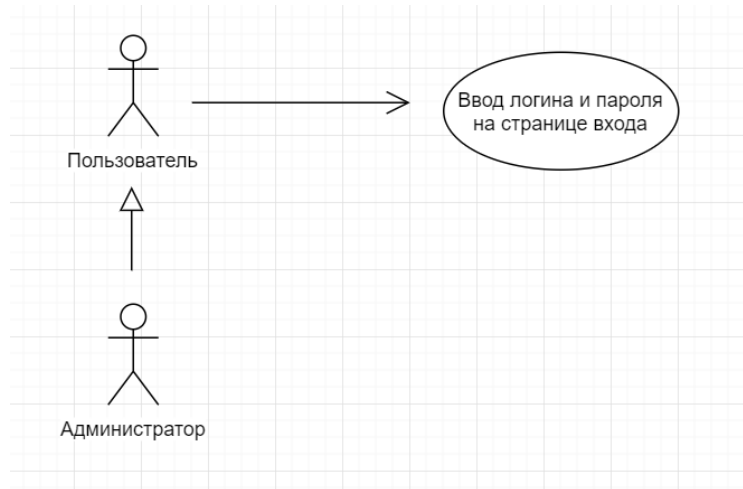 Ввод логина и пароля
на странице входа
Пользователь
Администратор